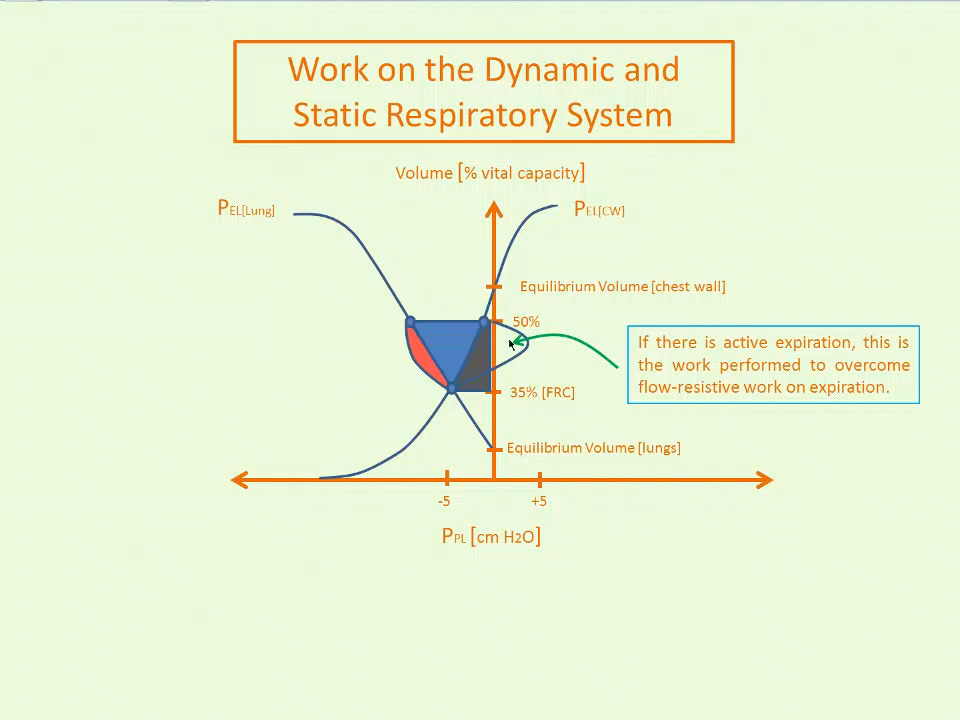 Work on the Dynamic and
Static Respiratory System
Volume [% vital capacity]
PEL[Lung]
PEL[CW]
Equilibrium Volume [chest wall]
50%
If there is active expiration, this is
the work performed to overcome
flow-resistive work on expiration.
35% [FRC]
Equilibrium Volume [lungs]
-5
+5
PPL [cm H2O]